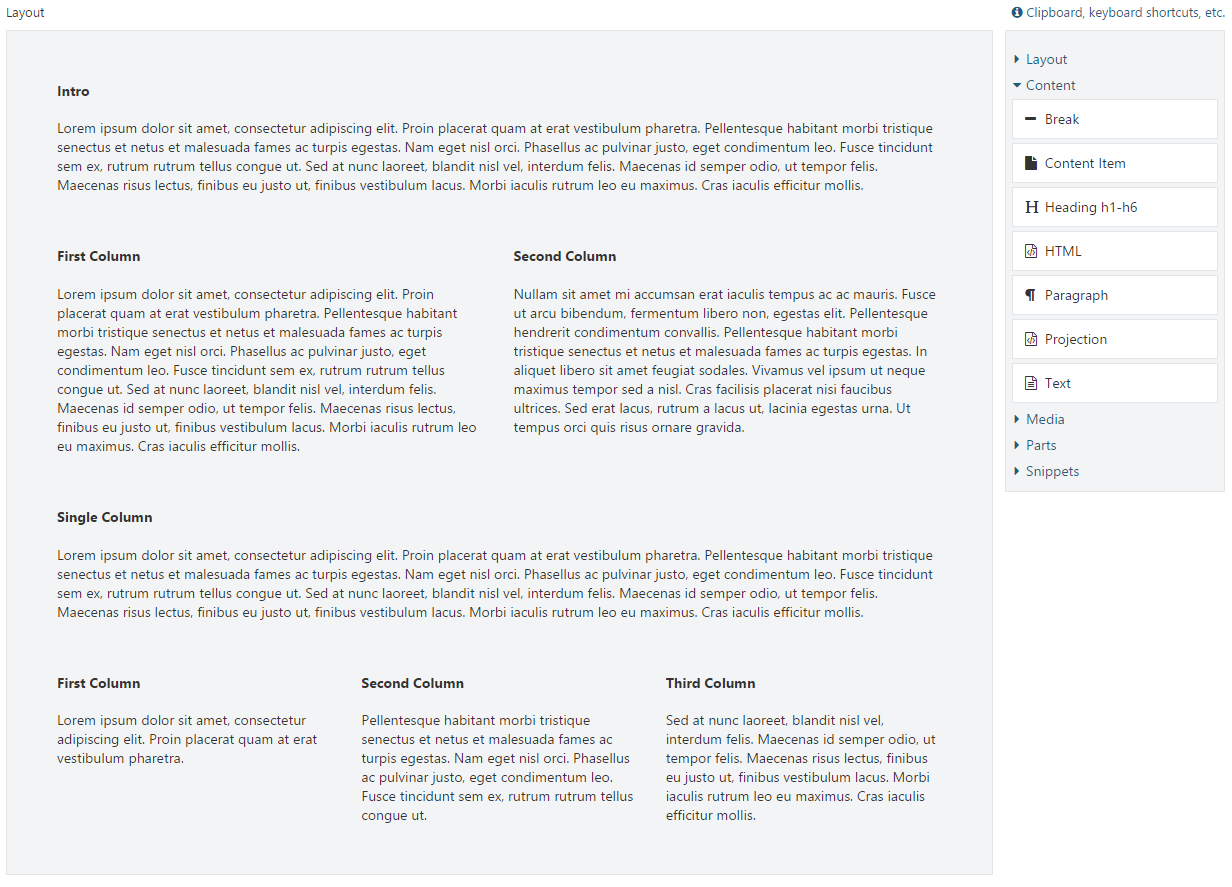 Layout
Clipboard, keyboard shortcuts, etc.
Intro
Lorem ipsum dolor sit amet, consectetur adipiscing elit. Proin placerat quam at erat vestibulum pharetra. Pellentesque habitant morbi tristique
senectus et netus et malesuada fames ac turpis egestas. Nam eget nisl orci. Phasellus ac pulvinar justo, eget condimentum leo. Fusce tincidunt
sem ex, rutrum rutrum tellus congue ut. Sed at nunc laoreet, blandit nisl vel, interdum felis. Maecenas id semper odio, ut tempor felis.
Maecenas risus lectus, finibus eu justo ut, finibus vestibulum lacus. Morbi iaculis rutrum leo eu maximus. Cras iaculis efficitur mollis.
First Column
Lorem ipsum dolor sit amet, consectetur adipiscing elit. Proin
placerat quam at erat vestibulum pharetra. Pellentesque habitant
morbi tristique senectus et netus et malesuada fames ac turpis
egestas. Nam eget nisl orci. Phasellus ac pulvinar justo, eget
condimentum leo. Fusce tincidunt sem ex, rutrum rutrum tellus
congue ut. Sed at nunc laoreet, blandit nisl vel, interdum felis.
Maecenas id semper odio, ut tempor felis. Maecenas risus lectus,
finibus eu justo ut, finibus vestibulum lacus. Morbi iaculis rutrum leo
eu maximus. Cras iaculis efficitur mollis.
Second Column
Nullam sit amet mi accumsan erat iaculis tempus ac ac mauris. Fusce
ut arcu bibendum, fermentum libero non, egestas elit. Pellentesque
hendrerit condimentum convallis. Pellentesque habitant morbi
tristique senectus et netus et malesuada fames ac turpis egestas. In
aliquet libero sit amet feugiat sodales. Vivamus vel ipsum ut neque
maximus tempor sed a nisl. Cras facilisis placerat nisi faucibus
ultrices. Sed erat lacus, rutrum a lacus ut, lacinia egestas urna. Ut
tempus orci quis risus ornare gravida.
Single Column
Lorem ipsum dolor sit amet, consectetur adipiscing elit. Proin placerat quam at erat vestibulum pharetra. Pellentesque habitant morbi tristique
senectus et netus et malesuada fames ac turpis egestas. Nam eget nisl orci. Phasellus ac pulvinar justo, eget condimentum leo. Fusce tincidunt
sem ex, rutrum rutrum tellus congue ut. Sed at nunc laoreet, blandit nisl vel, interdum felis. Maecenas id semper odio, ut tempor felis.
Maecenas risus lectus, finibus eu justo ut, finibus vestibulum lacus. Morbi iaculis rutrum leo eu maximus. Cras iaculis efficitur mollis.
First Column
Lorem ipsum dolor sit amet, consectetur
adipiscing elit. Proin placerat quam at erat
vestibulum pharetra.
Second Column
Pellentesque habitant morbi tristique
senectus et netus et malesuada fames ac
turpis egestas. Nam eget nisl orci. Phasellus
ac pulvinar justo, eget condimentum leo.
Fusce tincidunt sem ex, rutrum rutrum tellus
congue ut.
Third Column
Sed at nunc laoreet, blandit nisl vel,
interdum felis. Maecenas id semper odio, ut
tempor felis. Maecenas risus lectus, finibus
eu justo ut, finibus vestibulum lacus. Morbi
iaculis rutrum leo eu maximus. Cras iaculis
efficitur mollis.
Layout
Content
Break
Content Item
H Heading h1-h6
HTML
¶ Paragraph
Projection
Text
Media
Parts
Snippets